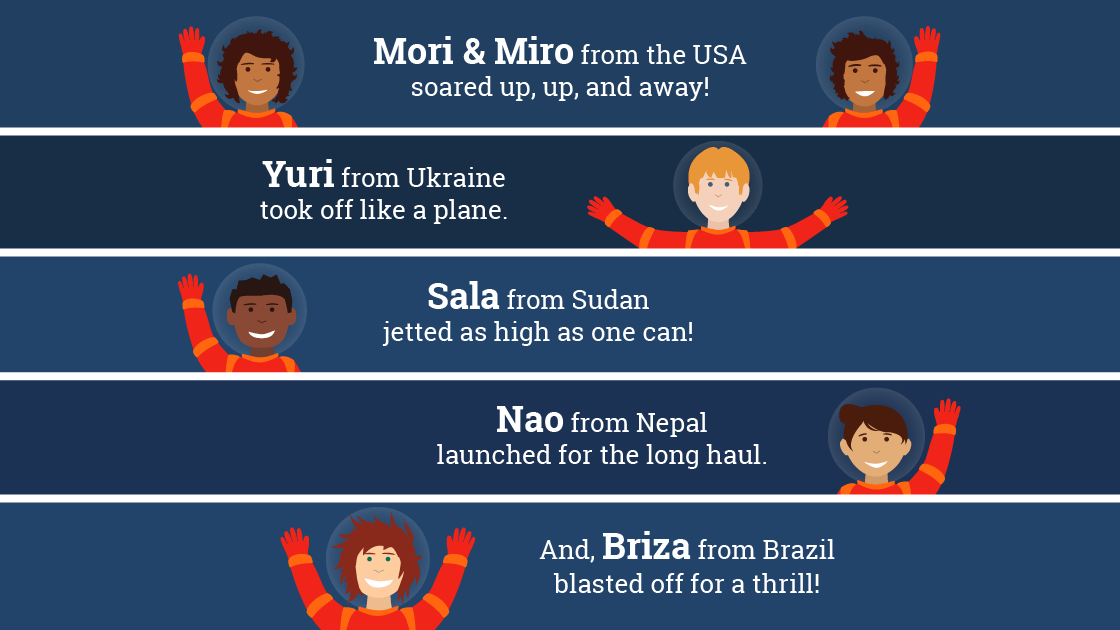 Mori & Miro from the USA
soared up, up, and away!
Yuri from Ukraine
took off like a plane.
Sala from Sudan
jetted as high as one can!
Nao from Nepal
launched for the long haul.
And, Briza from Brazil
blasted off for a thrill!